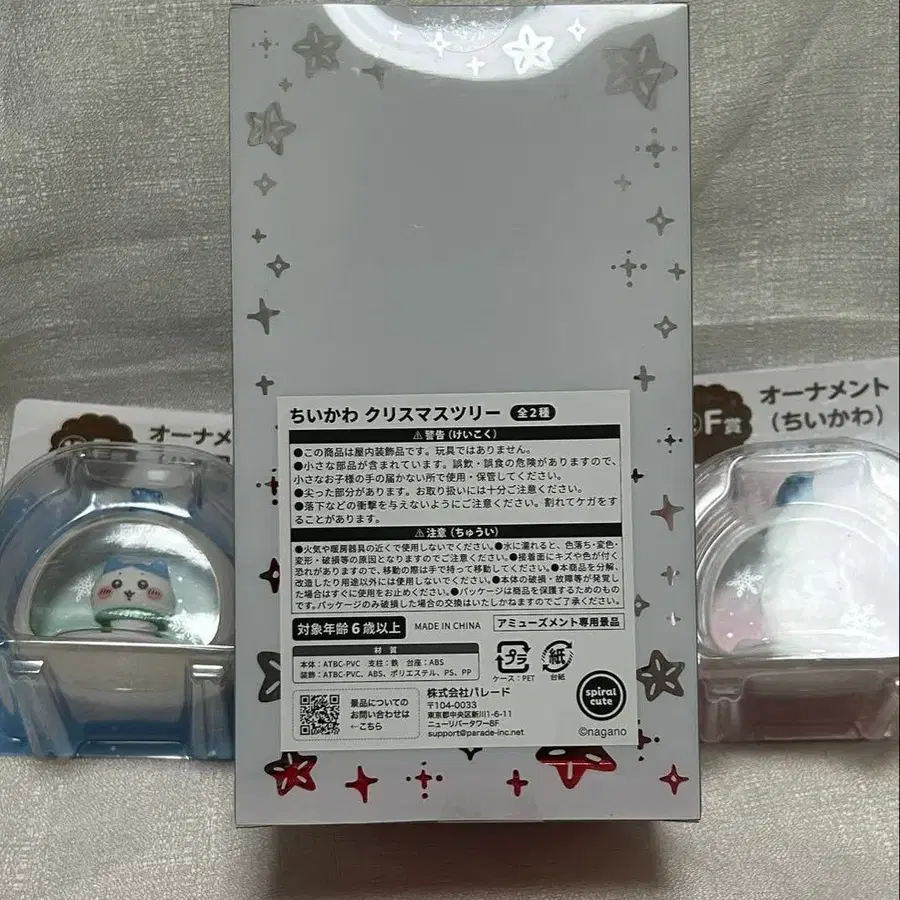 ちいかわ クリスマスツリー 全2種
⚠警告(けいこく)
●この商品は屋内装飾品です。玩具ではありません。
●小さな部品が含まれています。誤飲・誤食の危険がありますので、
小さなお子様の手の届かない所で使用・保管してください。
●尖った部分があります。お取り扱いには十分ご注意ください。
●落下などの衝撃を与えないようにご注意ください。割れてケガをす
ることがあります。
⚠注意(ちゅうい)
●火気や暖房器具の近くで使用しないでください。●水に濡れると、色落ち・変色・
変形・破損等の原因となりますのでご注意ください。●接着面にキズや色が付く
恐れがありますので、移動の際は手で持って移動してください。●本商品を分解、
改造したり用途以外には使用しないでください。●本体の破損・故障等が発覚し
た場合はすぐに使用をお止めください。●パッケージは商品を保護するためのもの
です。パッケージのみ破損した場合の交換はいたしかねますのでご了承ください。
対象年齢6歳以上 MADE IN CHINA アミューズメント専用景品
材質
本体:ATBC-PVC 支柱:鉄 台座:ABS
装飾:ATBC-PVC、ABS、ポリエステル、PS、PP
プラ
ケース:PET
紙
台紙
景品についての
お問い合わせは
←こちら
株式会社パレード
〒104-0033
東京都中央区新川1-6-11
ニューリバータワー8F
support@parade-inc.net
spiral
cute
©nagano
オーナメ
F賞
オーナメント
(ちいかわ)